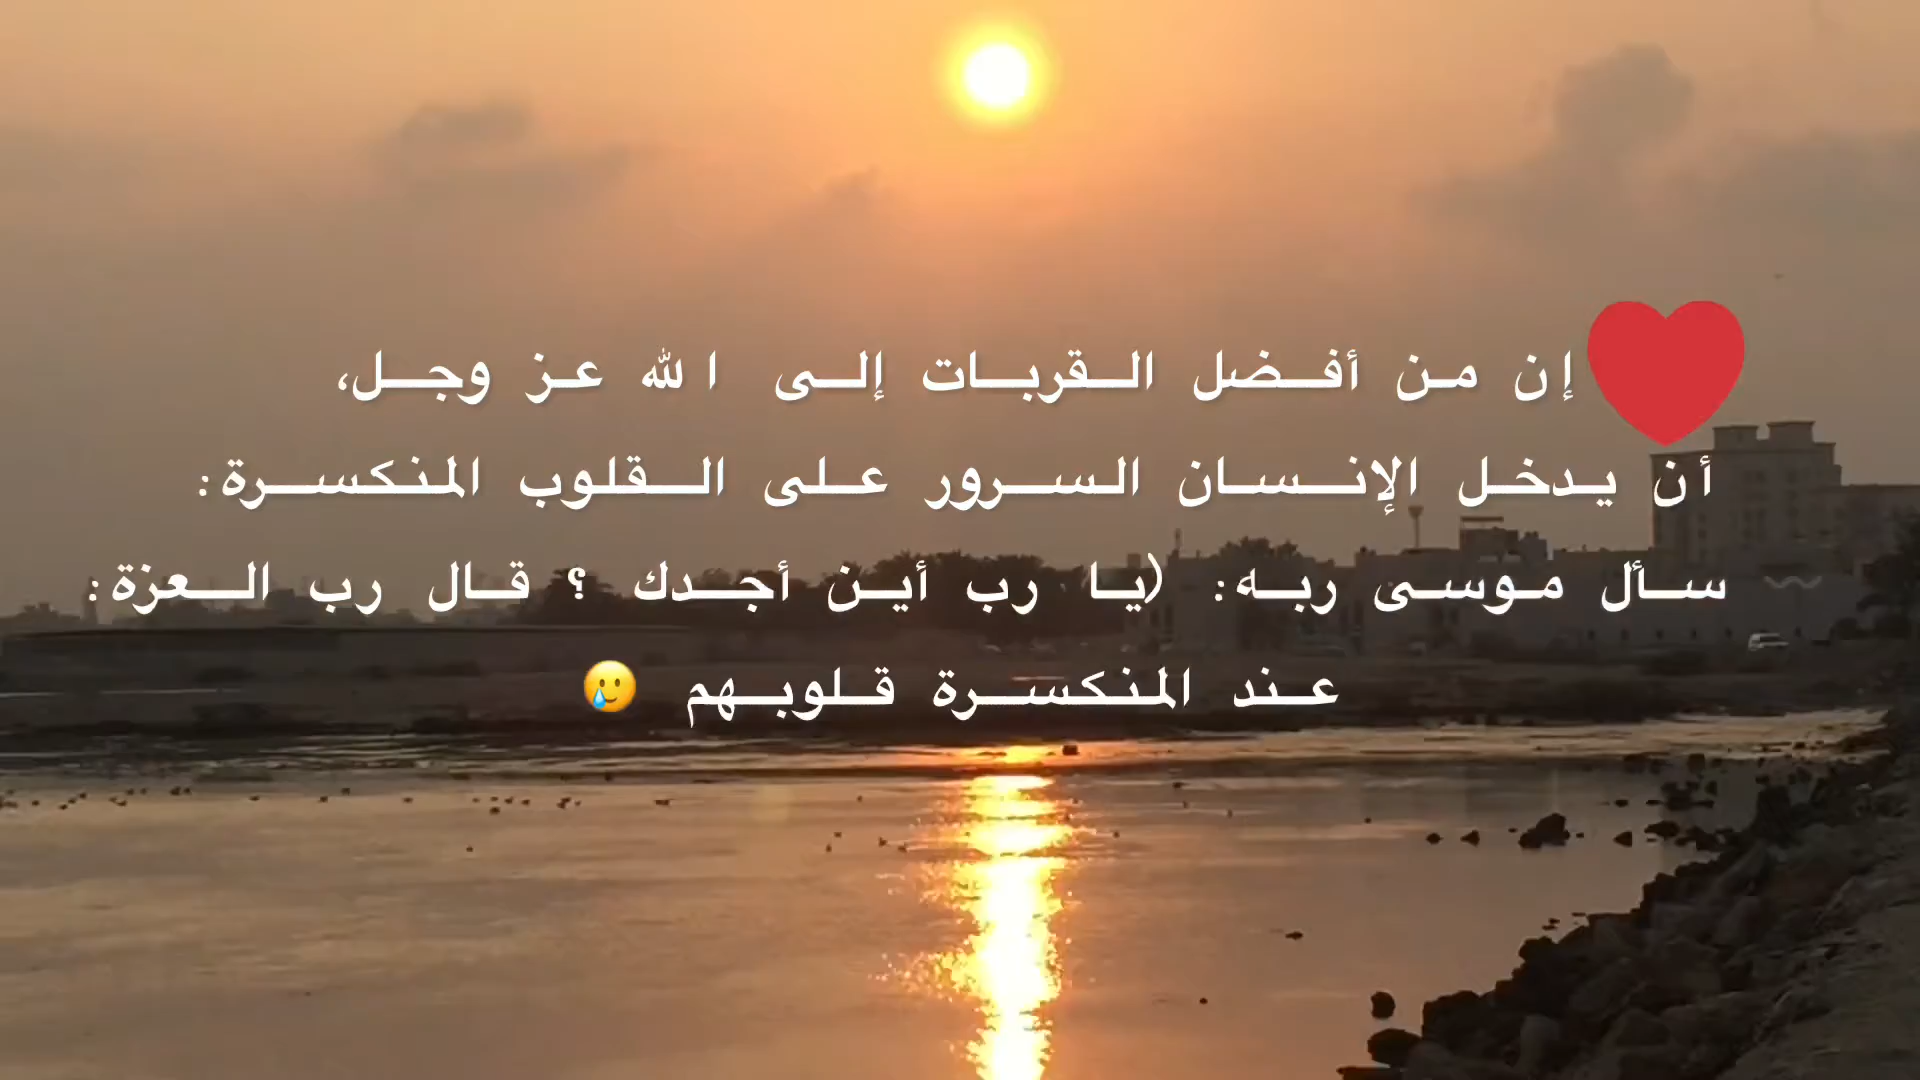 إن من أفضل القربات إلى الله عز وجل،
أن يدخل الإنسان السرور على القلوب المنكسرة:
سأل موسى ربه: (يا رب أين أجدك ؟ قال رب العزة:
عند المنكسرة قلوبهم 🥲